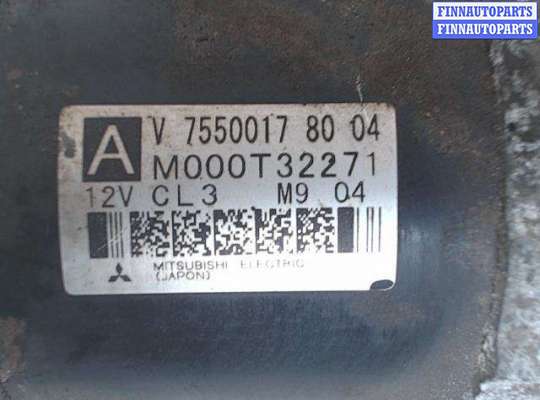 FINNAUTOPARTS
FINNAUTOPARTS
A V 7550017 80 04
M000T32271
12V CL3 M9 04
MITSUBISHI ELECTRIC
(JAPON)